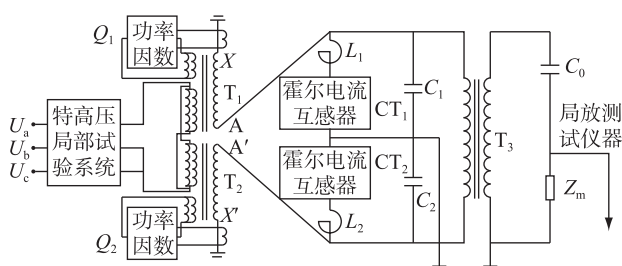 Q1
功率
因数
X
T1
A
特高压
局部试
验系统
Ua
Ub
Uc
A′
T2
X′
Q2
功率
因数
L1
霍尔电流
互感器
CT1
C1
霍尔电流
互感器
CT2
C2
L2
T3
C0
局放测
试仪器
Zm